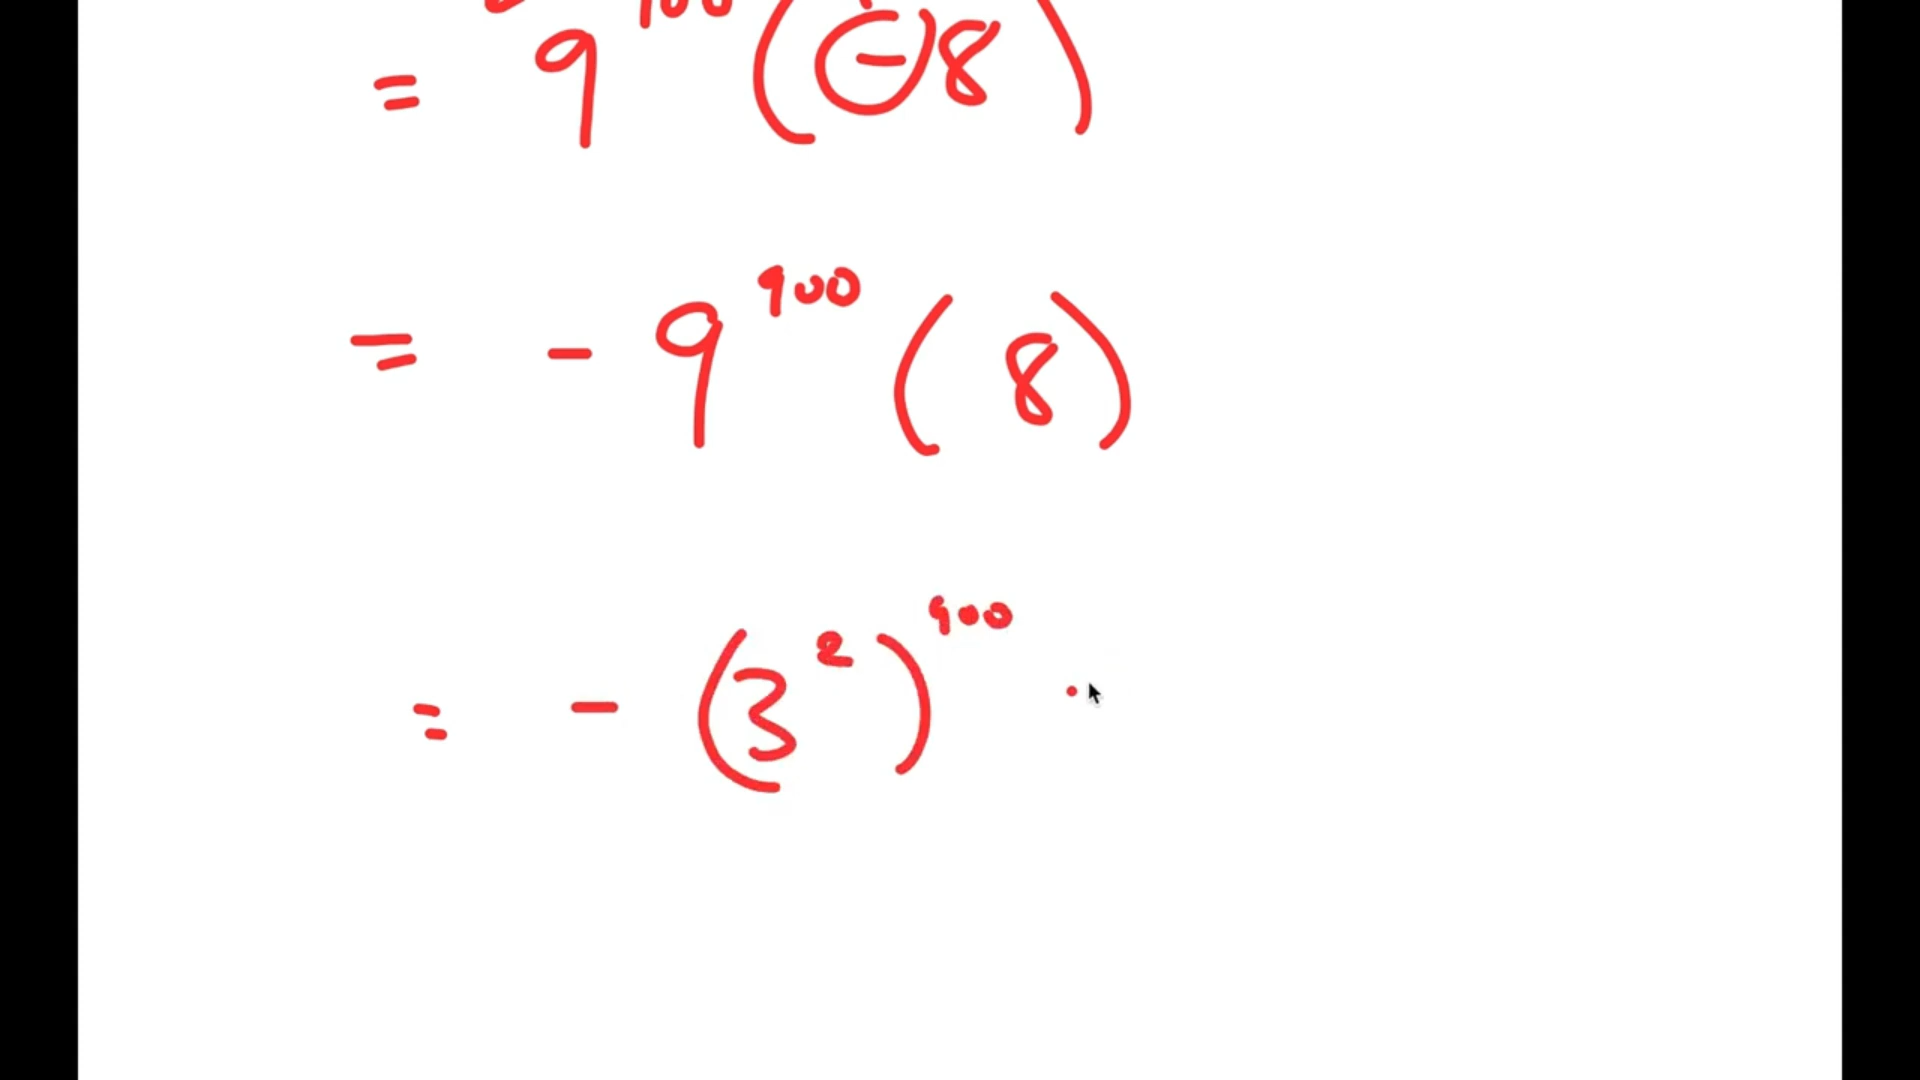 = 9^900 (-8)
= - 9^900 (8)
= - (3^2)^900 ·